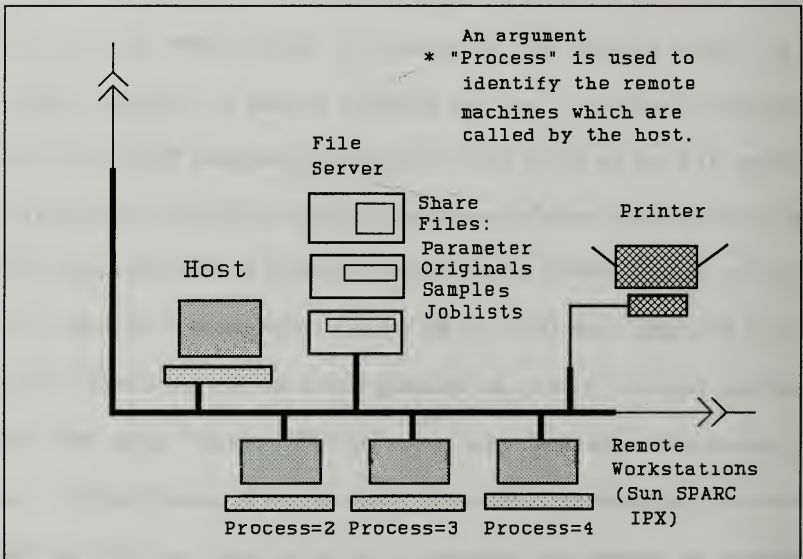 An argument
* "Process" is used to
identify the remote
machines which are
called by the host.
File
Server
Share
Files:
Parameter
Originals
Samples
Joblists
Printer
Host
Remote
Workstations
(Sun SPARC
IPX)
Process=2 Process=3 Process=4